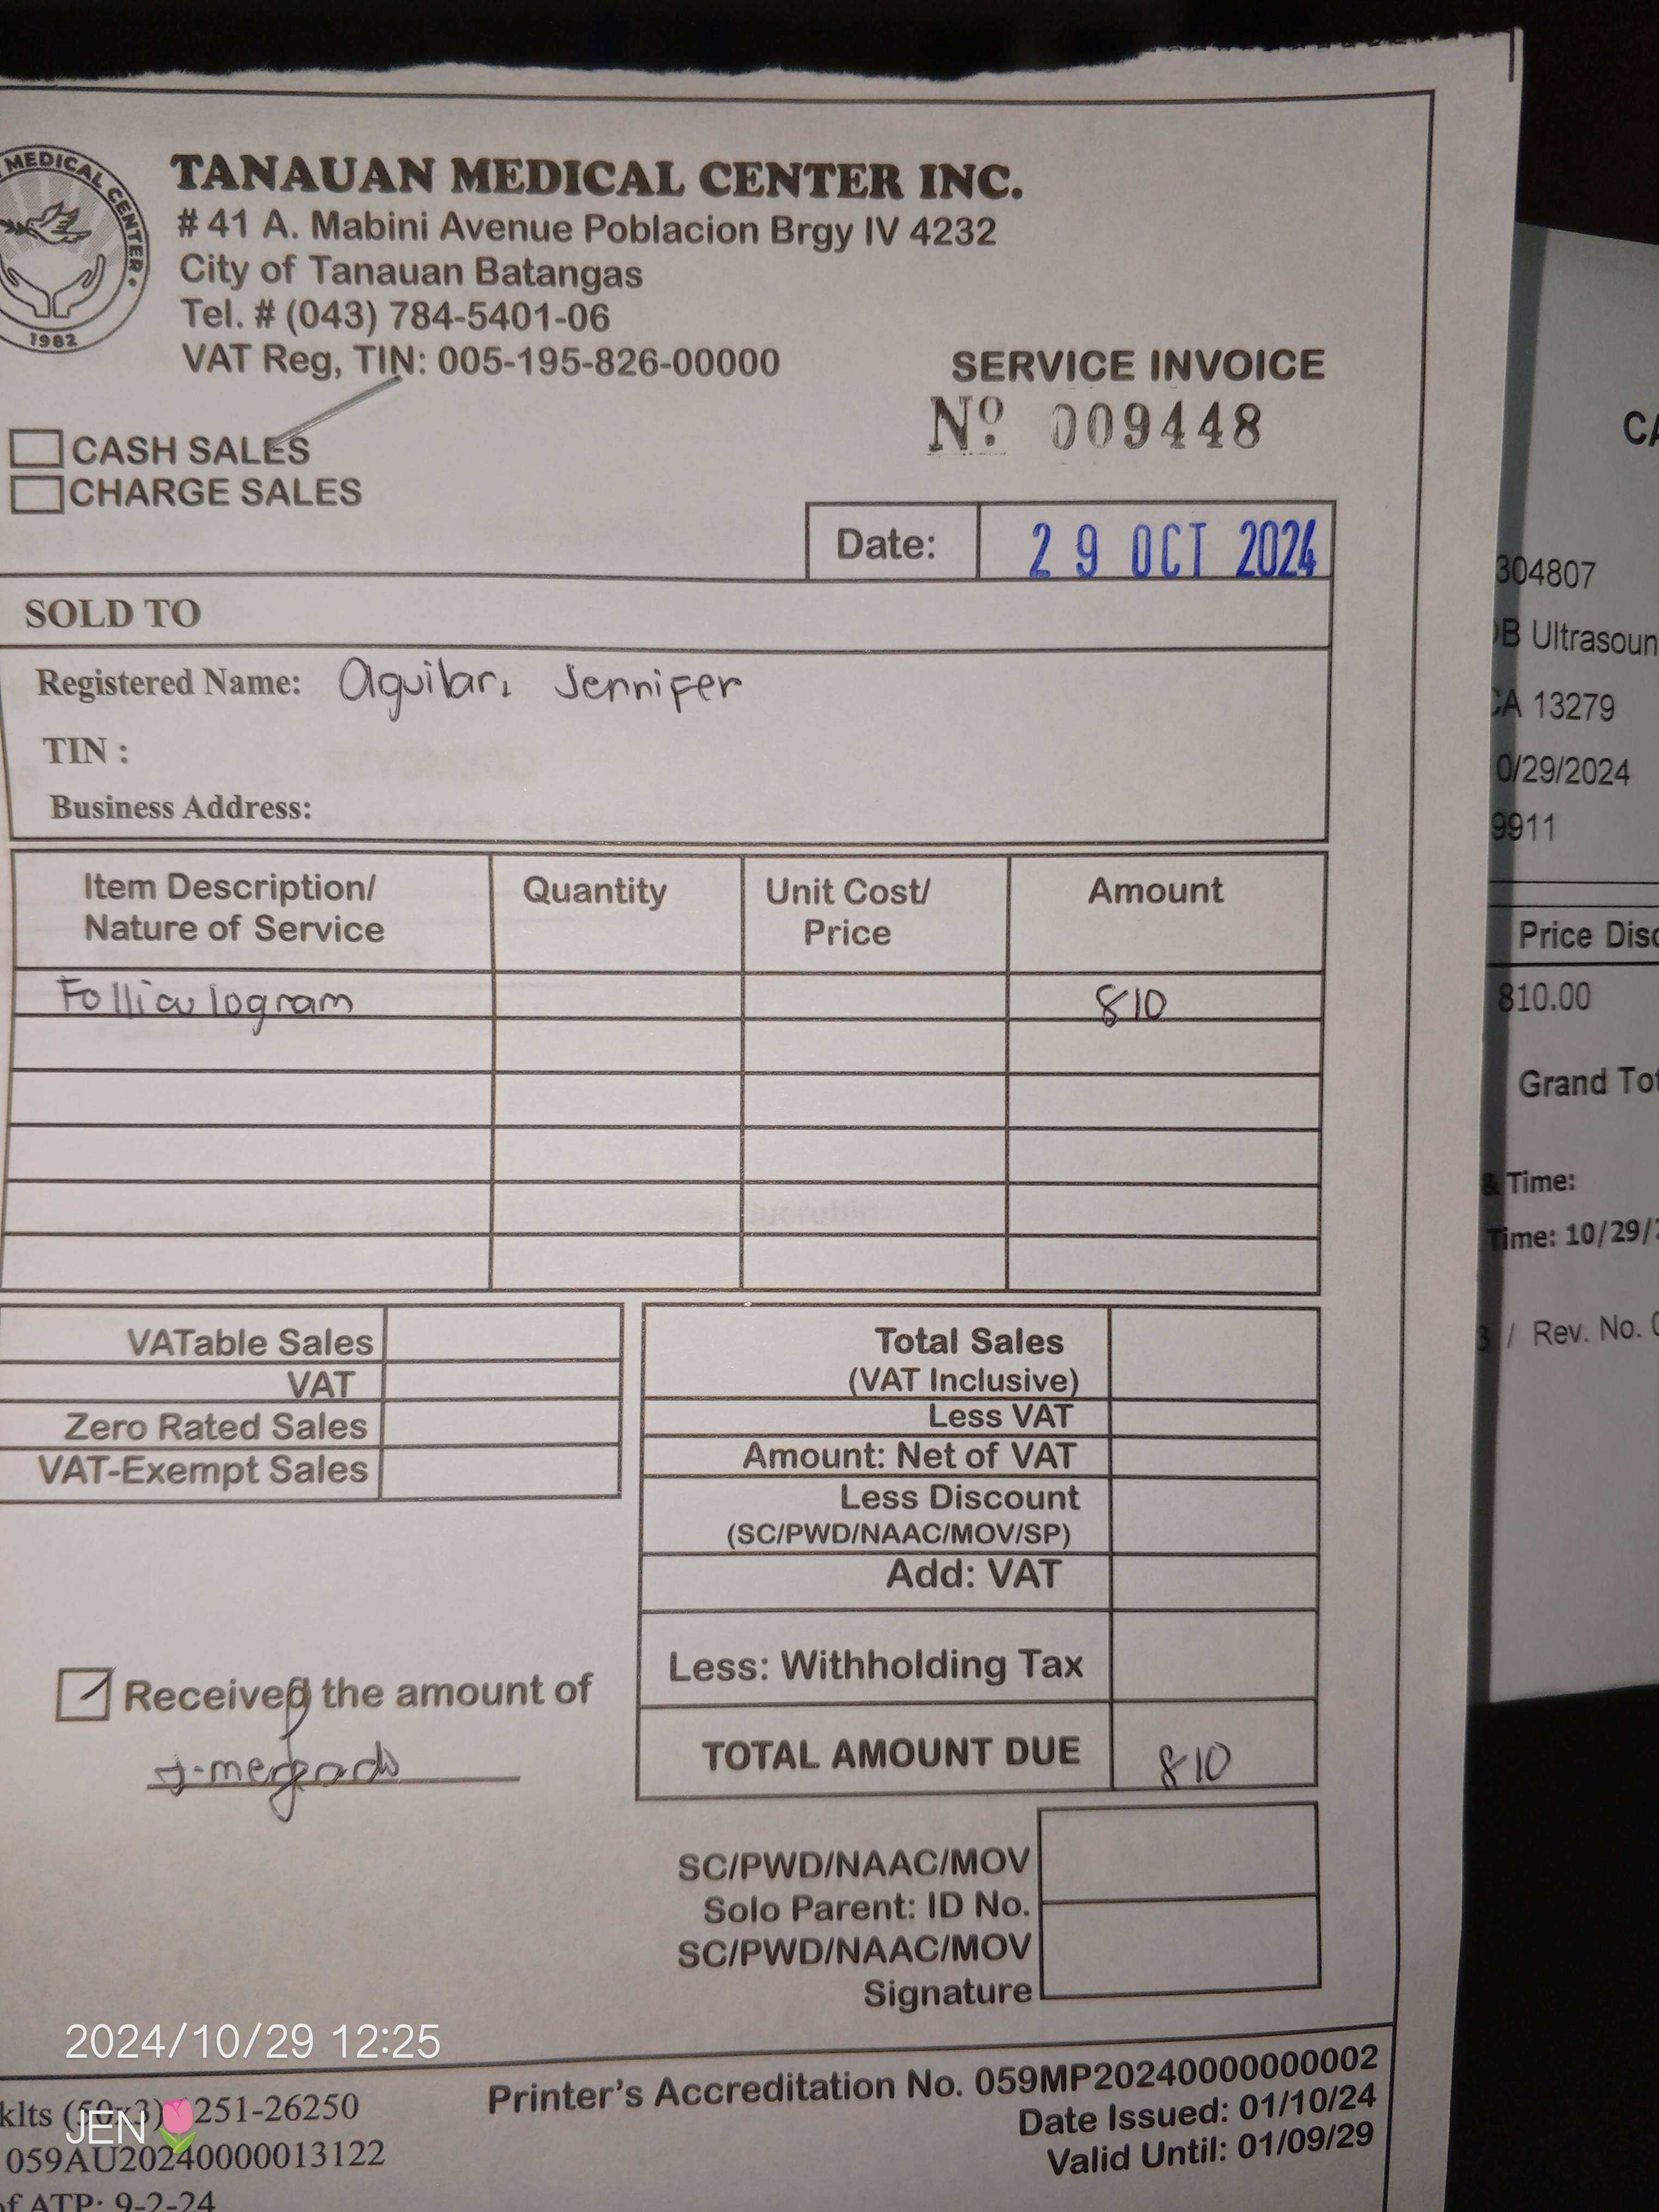 MEDICAL CENTER
1982
TANAUAN MEDICAL CENTER INC.
# 41 A. Mabini Avenue Poblacion Brgy IV 4232
City of Tanauan Batangas
Tel. # (043) 784-5401-06
VAT Reg, TIN: 005-195-826-00000
SERVICE INVOICE
Nº 009448
CASH SALES
CHARGE SALES
Date: 29 OCT 2024
SOLD TO
Registered Name: Aguilar, Jennifer
TIN :
Business Address:
Item Description/ Nature of Service Quantity Unit Cost/ Price Amount
Folliculogram 810
VATable Sales
VAT
Zero Rated Sales
VAT-Exempt Sales
Total Sales
(VAT Inclusive)
Less VAT
Amount: Net of VAT
Less Discount
(SC/PWD/NAAC/MOV/SP)
Add: VAT
Less: Withholding Tax
TOTAL AMOUNT DUE 810
Received the amount of
SC/PWD/NAAC/MOV
Solo Parent: ID No.
SC/PWD/NAAC/MOV
Signature
2024/10/29 12:25
JEN🌷
klts (50x3) 251-26250
059AU20240000013122
of ATP: 9-2-24
Printer's Accreditation No. 059MP20240000000002
Date Issued: 01/10/24
Valid Until: 01/09/29
CA
304807
OB Ultrasoun
CA 13279
0/29/2024
9911
Price Disc
810.00
Grand Tot
& Time:
Time: 10/29/
/ Rev. No.